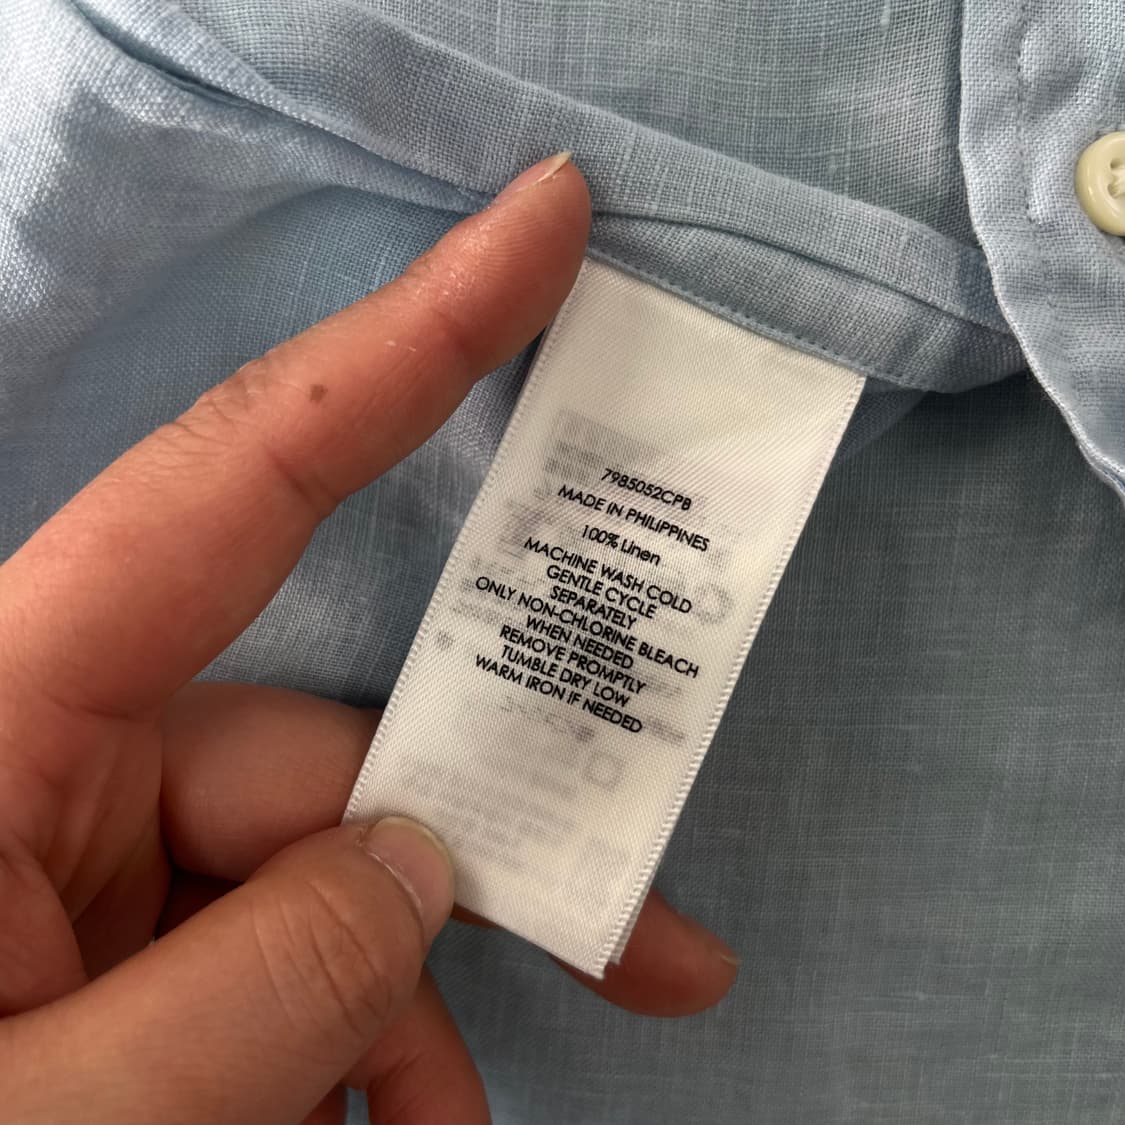 7985052CPB
MADE IN PHILIPPINES
100% Linen
MACHINE WASH COLD
GENTLE CYCLE
SEPARATELY
ONLY NON-CHLORINE BLEACH
WHEN NEEDED
REMOVE PROMPTLY
TUMBLE DRY LOW
WARM IRON IF NEEDED